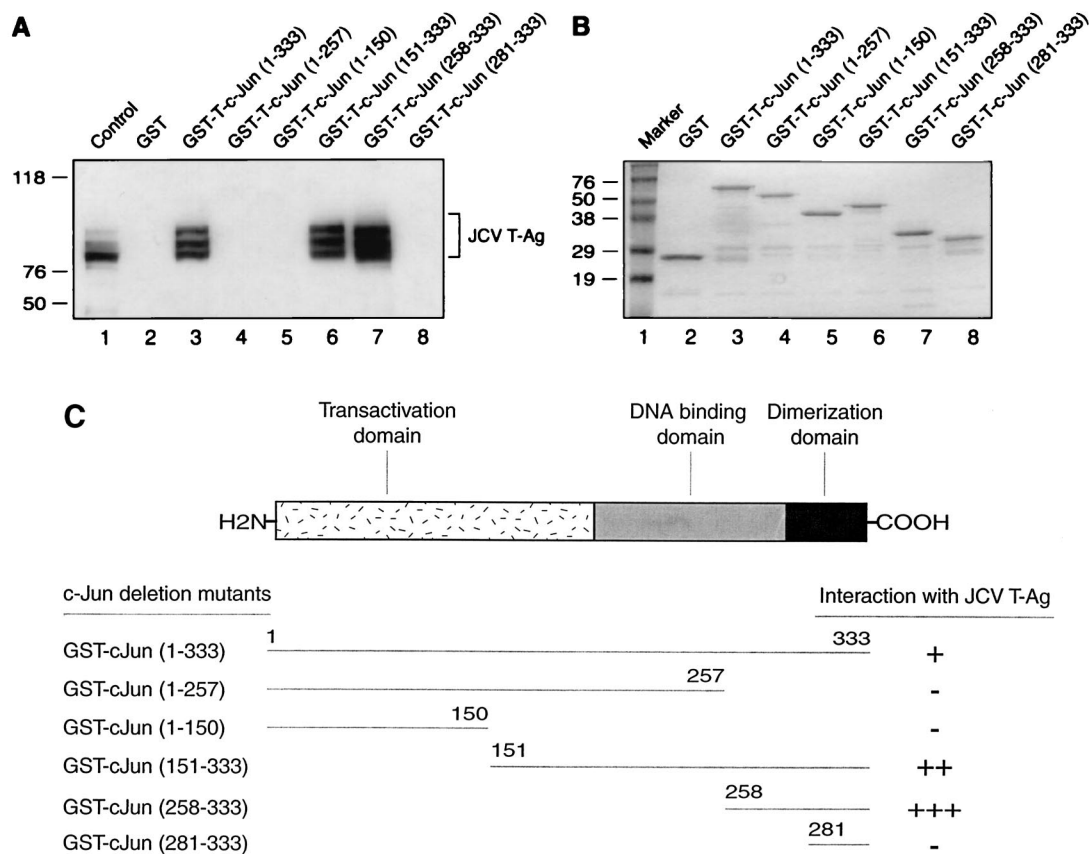 A
Control
GST
GST-T-c-Jun (1-333)
GST-T-c-Jun (1-257)
GST-T-c-Jun (1-150)
GST-T-c-Jun (151-333)
GST-T-c-Jun (258-333)
GST-T-c-Jun (281-333)
118
76
50
JCV T-Ag
1 2 3 4 5 6 7 8
B
Marker
GST
GST-T-c-Jun (1-333)
GST-T-c-Jun (1-257)
GST-T-c-Jun (1-150)
GST-T-c-Jun (151-333)
GST-T-c-Jun (258-333)
GST-T-c-Jun (281-333)
76
50
38
29
19
1 2 3 4 5 6 7 8
C
Transactivation
domain
DNA binding
domain
Dimerization
domain
H2N
COOH
c-Jun deletion mutants
Interaction with JCV T-Ag
GST-cJun (1-333) 1 333 +
GST-cJun (1-257) 257 -
GST-cJun (1-150) 150 -
GST-cJun (151-333) 151 ++
GST-cJun (258-333) 258 +++
GST-cJun (281-333) 281 -